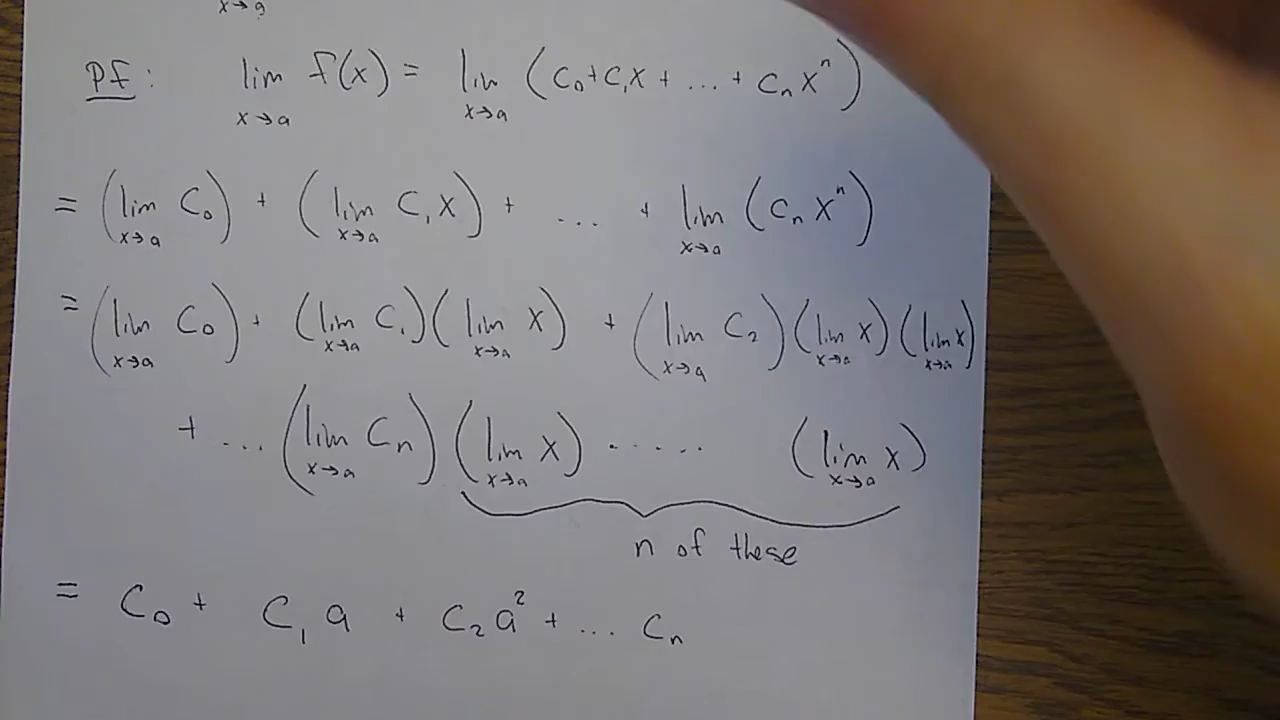 x→a
Pf: lim x→a f(x) = lim x→a (c₀+c₁x + ... + cₙxⁿ)
= (lim x→a c₀) + (lim x→a c₁x) + ... + lim x→a (cₙxⁿ)
= (lim x→a c₀) + (lim x→a c₁)(lim x→a x) + (lim x→a c₂)(lim x→a x)(lim x→a x)
+ ... (lim x→a cₙ)(lim x→a x) ...... (lim x→a x)
n of these
= c₀ + c₁a + c₂a² + ... cₙ